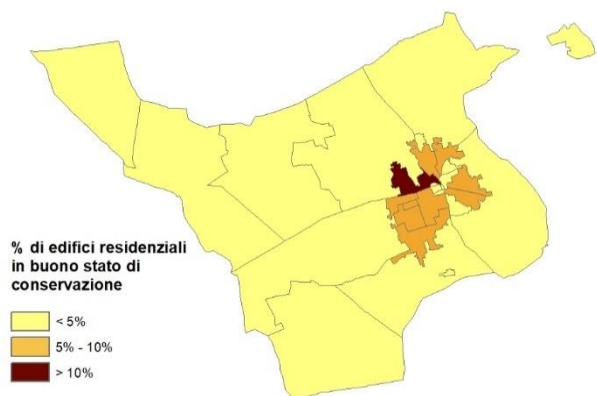 % di edifici residenziali
in buono stato di
conservazione
< 5%
5% - 10%
> 10%